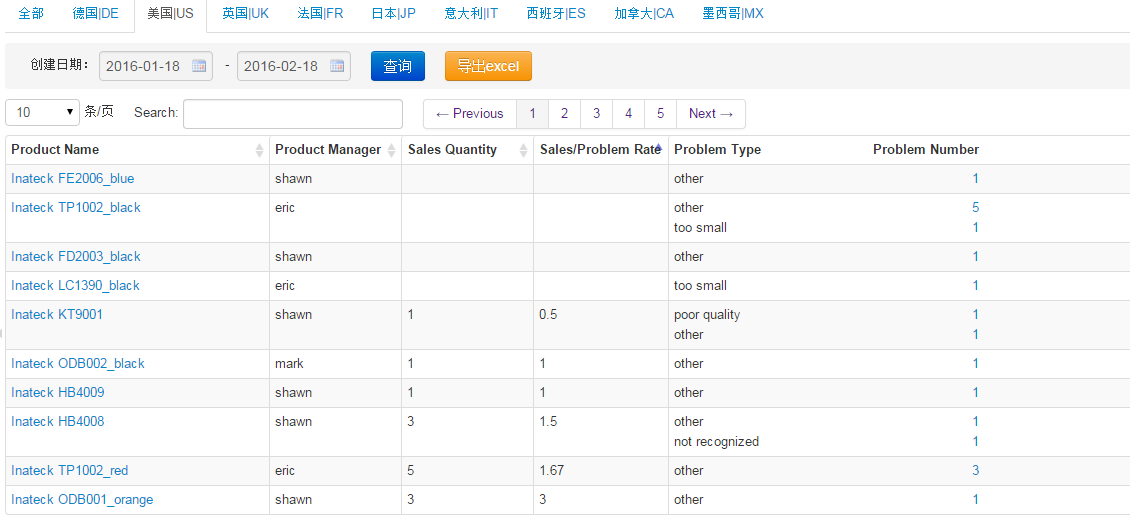 全部 德国|DE 美国|US 英国|UK 法国|FR 日本|JP 意大利|IT 西班牙|ES 加拿大|CA 墨西哥|MX
创建日期： 2016-01-18 - 2016-02-18 查询 导出excel
10 条/页 Search: ← Previous 1 2 3 4 5 Next →
Product Name Product Manager Sales Quantity Sales/Problem Rate Problem Type Problem Number
Inateck FE2006_blue shawn other 1
Inateck TP1002_black eric other 5
too small 1
Inateck FD2003_black shawn other 1
Inateck LC1390_black eric too small 1
Inateck KT9001 shawn 1 0.5 poor quality 1
other 1
Inateck ODB002_black mark 1 1 other 1
Inateck HB4009 shawn 1 1 other 1
Inateck HB4008 shawn 3 1.5 other 1
not recognized 1
Inateck TP1002_red eric 5 1.67 other 3
Inateck ODB001_orange shawn 3 3 other 1